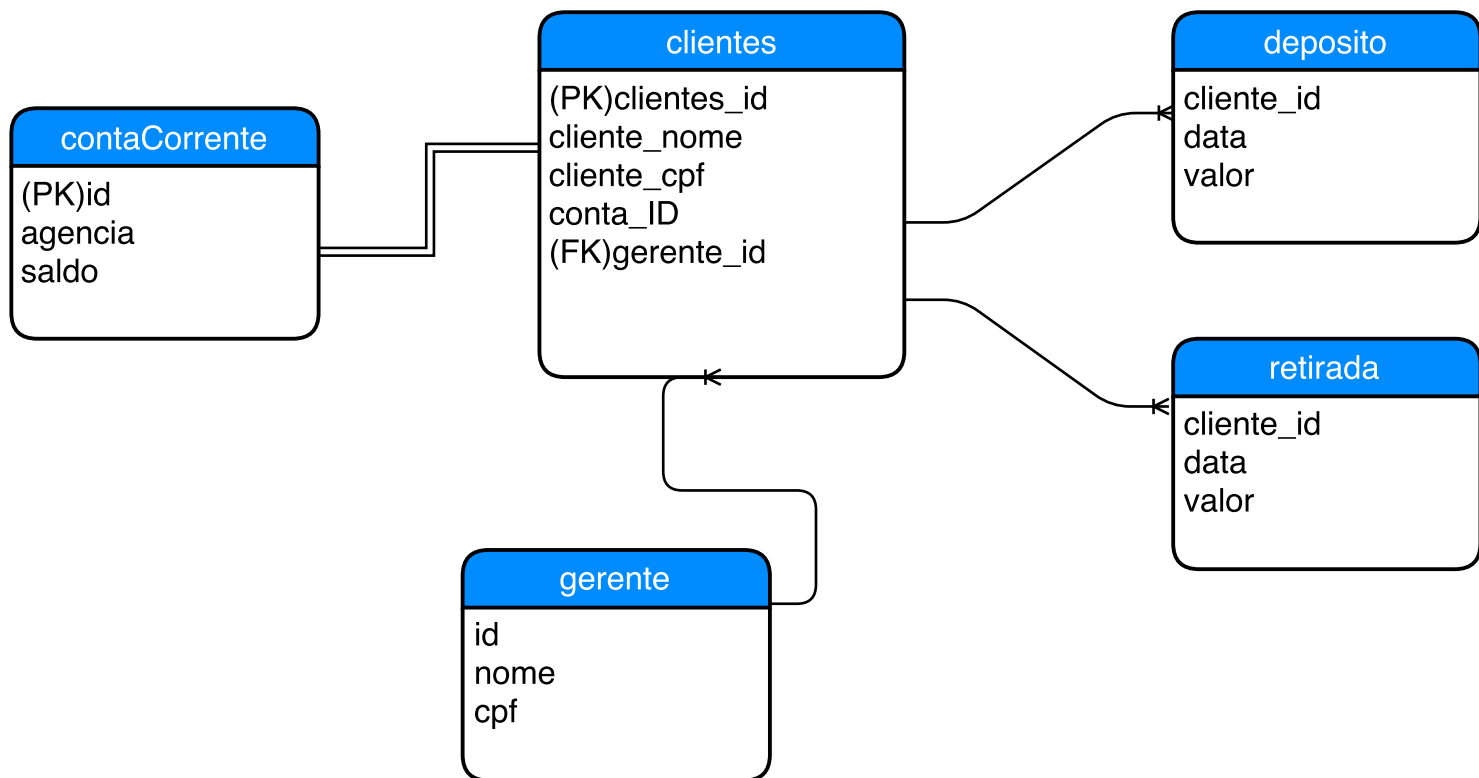 contaCorrente
(PK)id
agencia
saldo
clientes
(PK)clientes_id
cliente_nome
cliente_cpf
conta_ID
(FK)gerente_id
deposito
cliente_id
data
valor
retirada
cliente_id
data
valor
gerente
id
nome
cpf